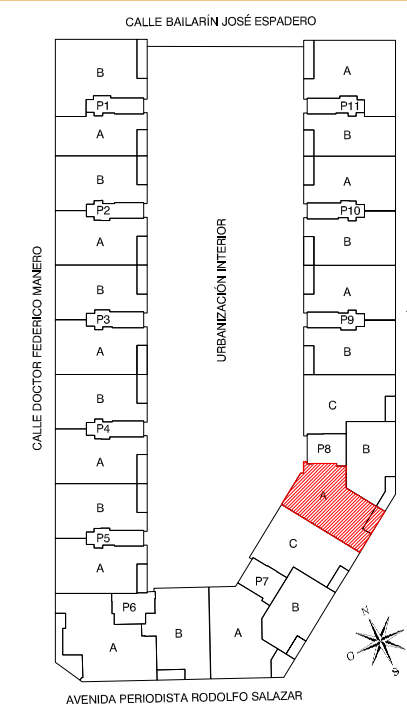 CALLE BAILARÍN JOSÉ ESPADERO
B
A
P1
P11
A
B
B
A
P2
P10
A
B
CALLE DOCTOR FEDERICO MANERO
URBANIZACIÓN INTERIOR
B
A
P3
P9
A
B
B
C
P4
P8
B
A
A
B
P5
C
A
P7
P6
B
A
B
A
N
O
S
AVENIDA PERIODISTA RODOLFO SALAZAR